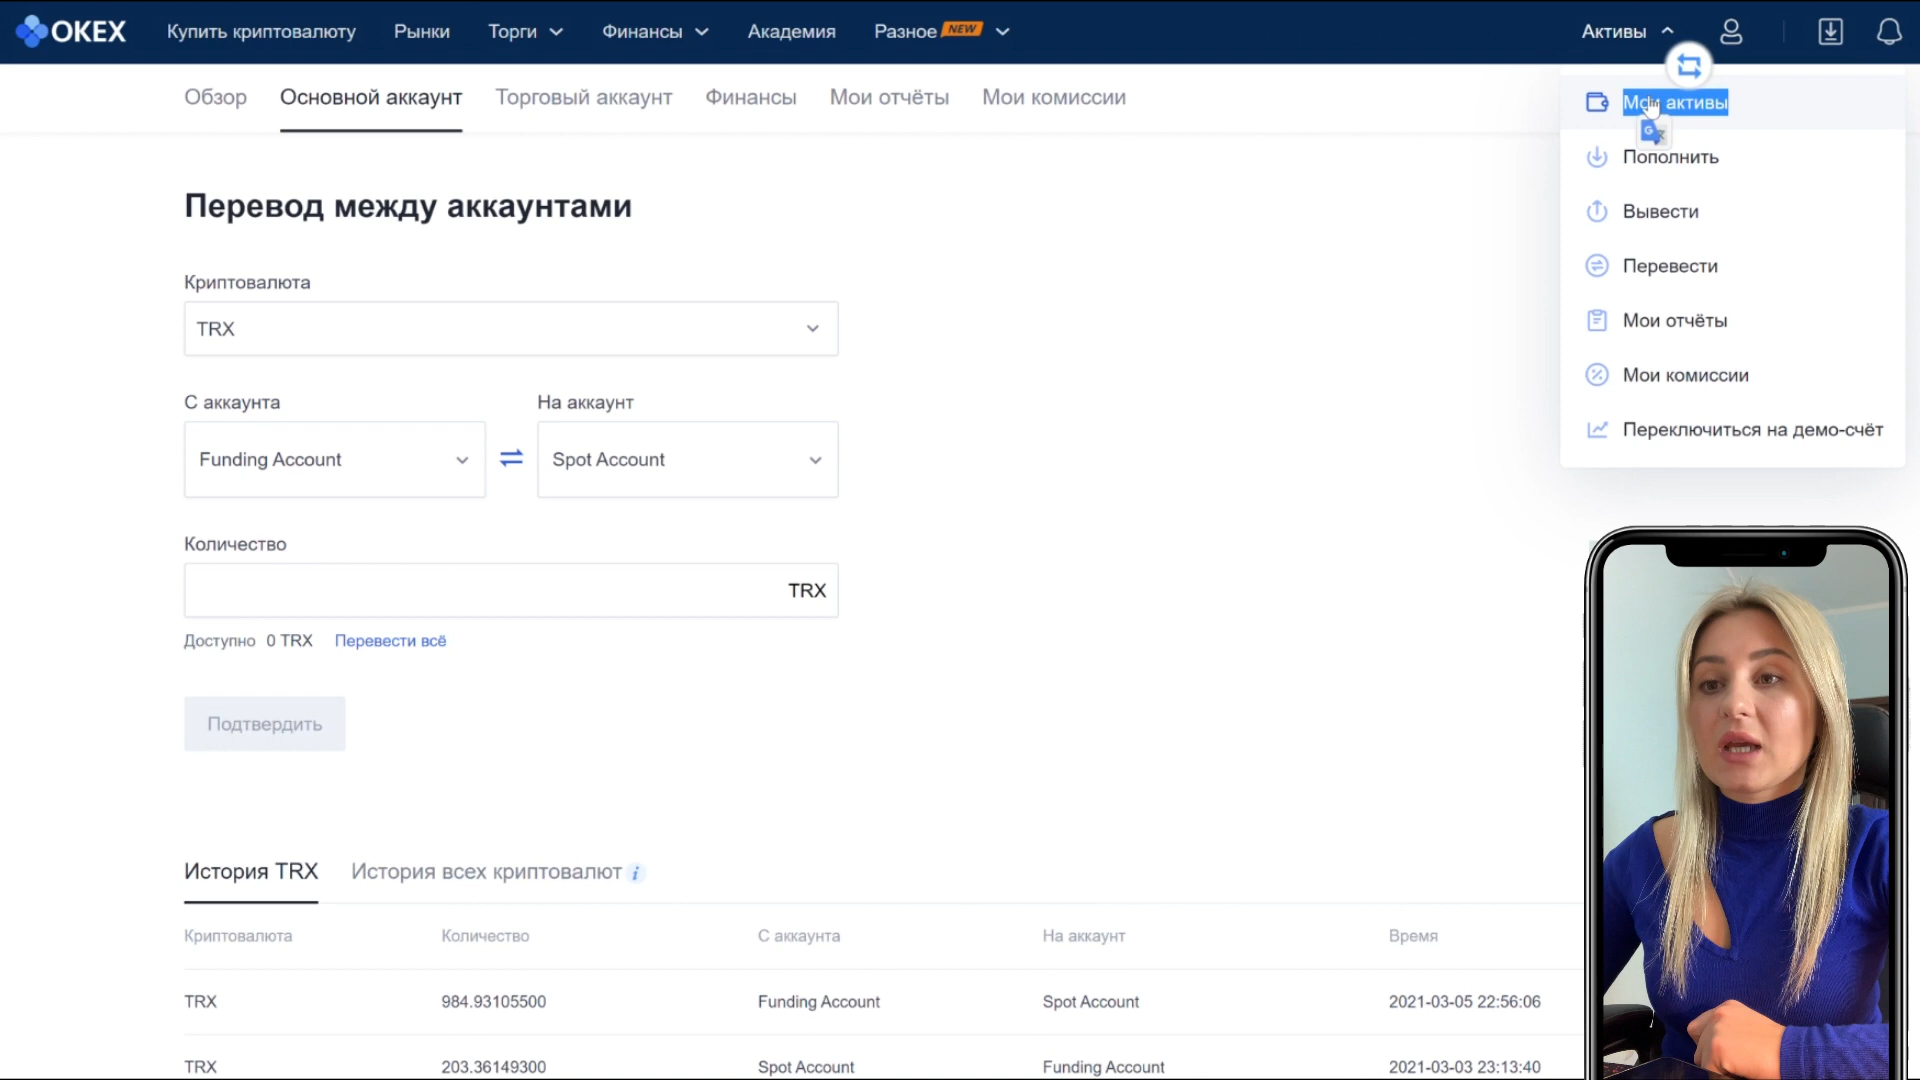 OKEX Купить криптовалюту Рынки Торги Финансы Академия Разное NEW Активы
Обзор Основной аккаунт Торговый аккаунт Финансы Мои отчёты Мои комиссии
Мои активы
Пополнить
Вывести
Перевести
Мои отчёты
Мои комиссии
Переключиться на демо-счёт
Перевод между аккаунтами
Криптовалюта
TRX
С аккаунта На аккаунт
Funding Account Spot Account
Количество
TRX
Доступно 0 TRX Перевести всё
Подтвердить
История TRX История всех криптовалют
Криптовалюта Количество С аккаунта На аккаунт Время
TRX 984.93105500 Funding Account Spot Account 2021-03-05 22:56:06
TRX 203.36149300 Spot Account Funding Account 2021-03-03 23:13:40